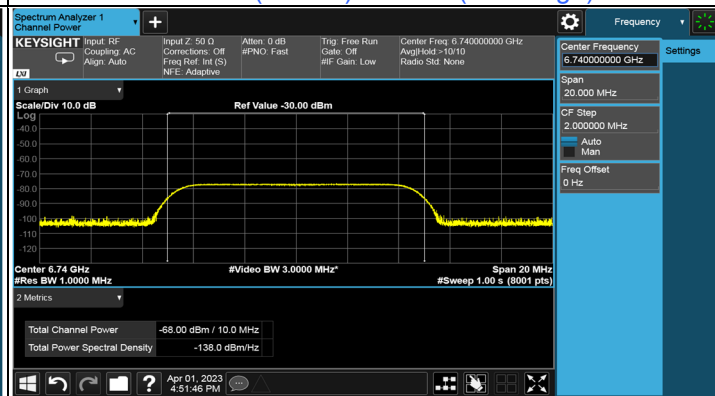 Spectrum Analyzer 1
Channel Power
+
Frequency
KEYSIGHT
LXI
Input: RF
Coupling: AC
Align: Auto
Input Z: 50 Ω
Corrections: Off
Freq Ref: Int (S)
NFE: Adaptive
Atten: 0 dB
#PNO: Fast
Trig: Free Run
Gate: Off
#IF Gain: Low
Center Freq: 6.740000000 GHz
Avg|Hold:>10/10
Radio Std: None
Center Frequency
6.740000000 GHz
Settings
Span
20.000 MHz
CF Step
2.000000 MHz
Auto
Man
Freq Offset
0 Hz
1 Graph
Scale/Div 10.0 dB
Ref Value -30.00 dBm
Log
-40.0
-50.0
-60.0
-70.0
-80.0
-90.0
-100
-110
-120
Center 6.74 GHz
#Video BW 3.0000 MHz*
Span 20 MHz
#Res BW 1.0000 MHz
#Sweep 1.00 s (8001 pts)
2 Metrics
Total Channel Power -68.00 dBm / 10.0 MHz
Total Power Spectral Density -138.0 dBm/Hz
?
Apr 01, 2023
4:51:46 PM